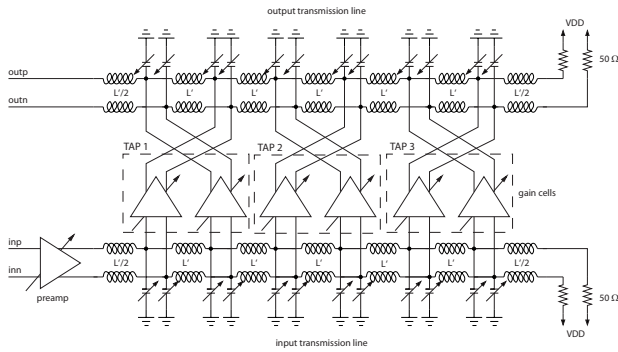 output transmission line
VDD
50 Ω
outp
L'/2 L' L' L' L' L' L'/2
outn
TAP 1 TAP 2 TAP 3
gain cells
inp
L'/2 L' L' L' L' L' L'/2
inn
preamp
50 Ω
VDD
input transmission line